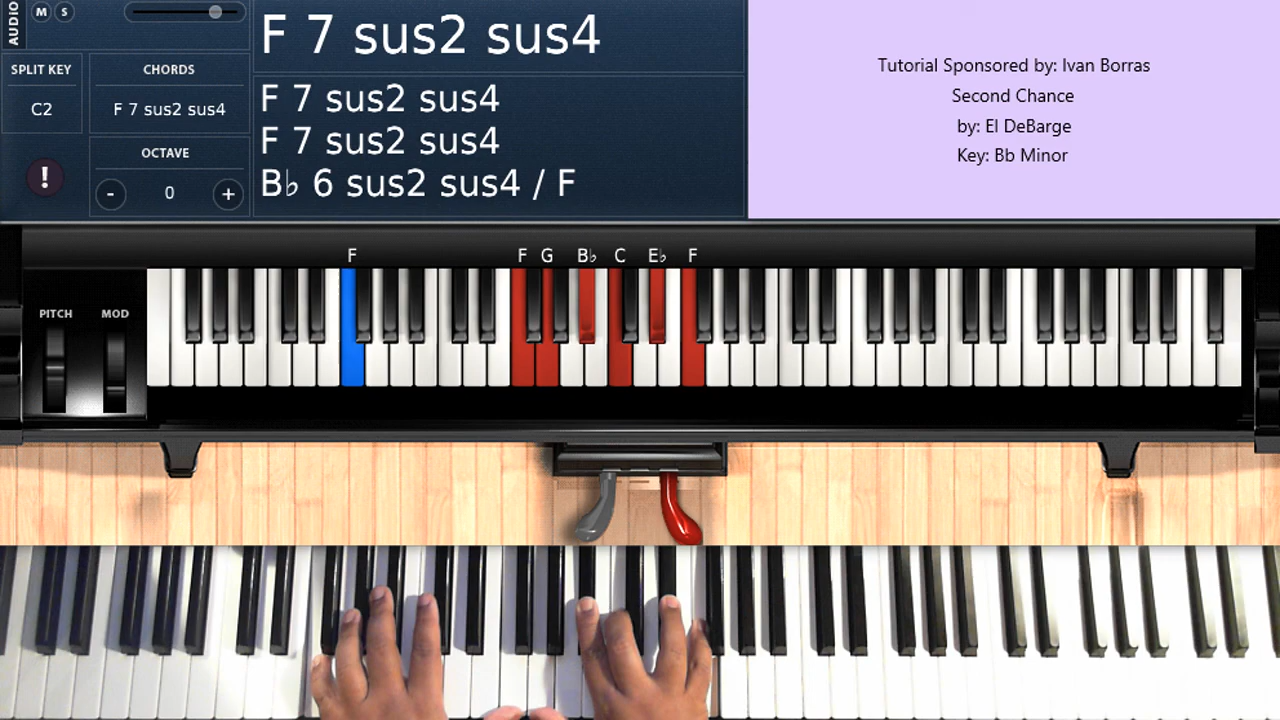 AUDIO
M S
SPLIT KEY
C2
!
CHORDS
F 7 sus2 sus4
OCTAVE
- 0 +
F 7 sus2 sus4
F 7 sus2 sus4
F 7 sus2 sus4
B♭ 6 sus2 sus4 / F
Tutorial Sponsored by: Ivan Borras
Second Chance
by: El DeBarge
Key: Bb Minor
F F G B♭ C E♭ F
PITCH MOD